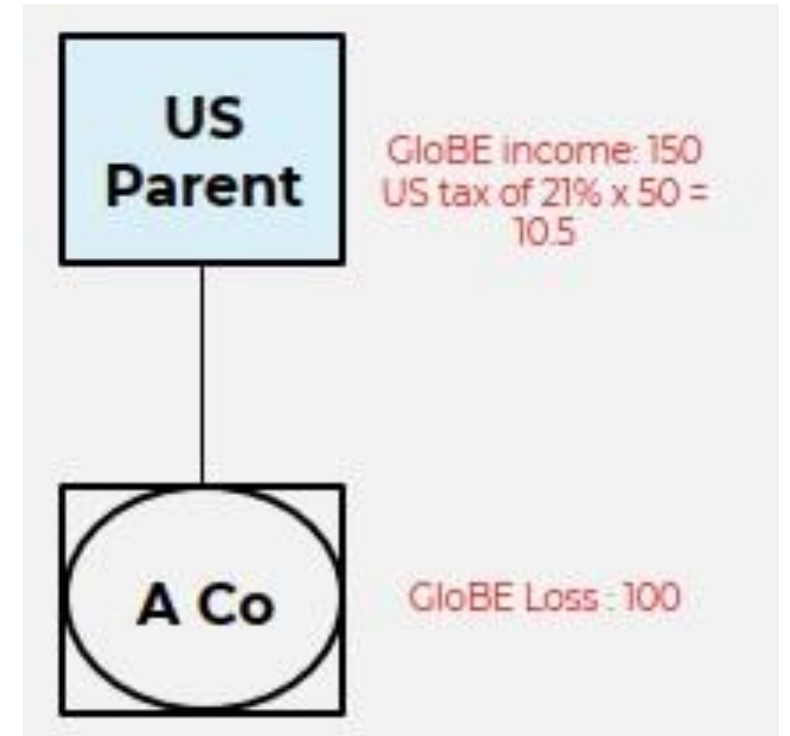 US
Parent
GloBE income: 150
US tax of 21% x 50 =
10.5
A Co
GloBE Loss : 100